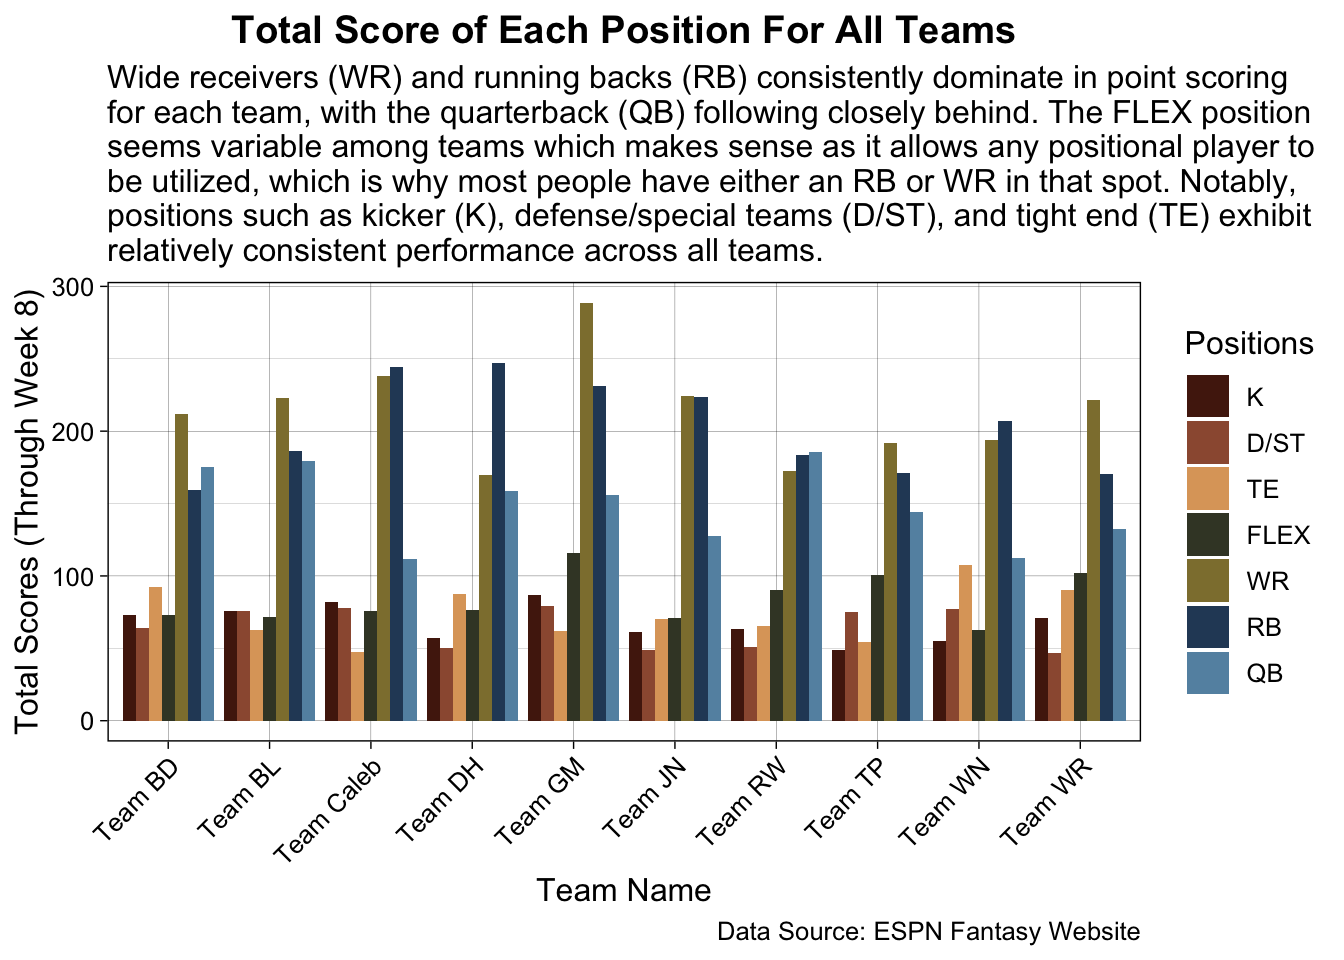 Total Score of Each Position For All Teams
Wide receivers (WR) and running backs (RB) consistently dominate in point scoring
for each team, with the quarterback (QB) following closely behind. The FLEX position
seems variable among teams which makes sense as it allows any positional player to
be utilized, which is why most people have either an RB or WR in that spot. Notably,
positions such as kicker (K), defense/special teams (D/ST), and tight end (TE) exhibit
relatively consistent performance across all teams.
Total Scores (Through Week 8)
300
200
100
0
Team BD
Team BL
Team Caleb
Team DH
Team GM
Team JN
Team RW
Team TP
Team WN
Team WR
Team Name
Positions
K
D/ST
TE
FLEX
WR
RB
QB
Data Source: ESPN Fantasy Website